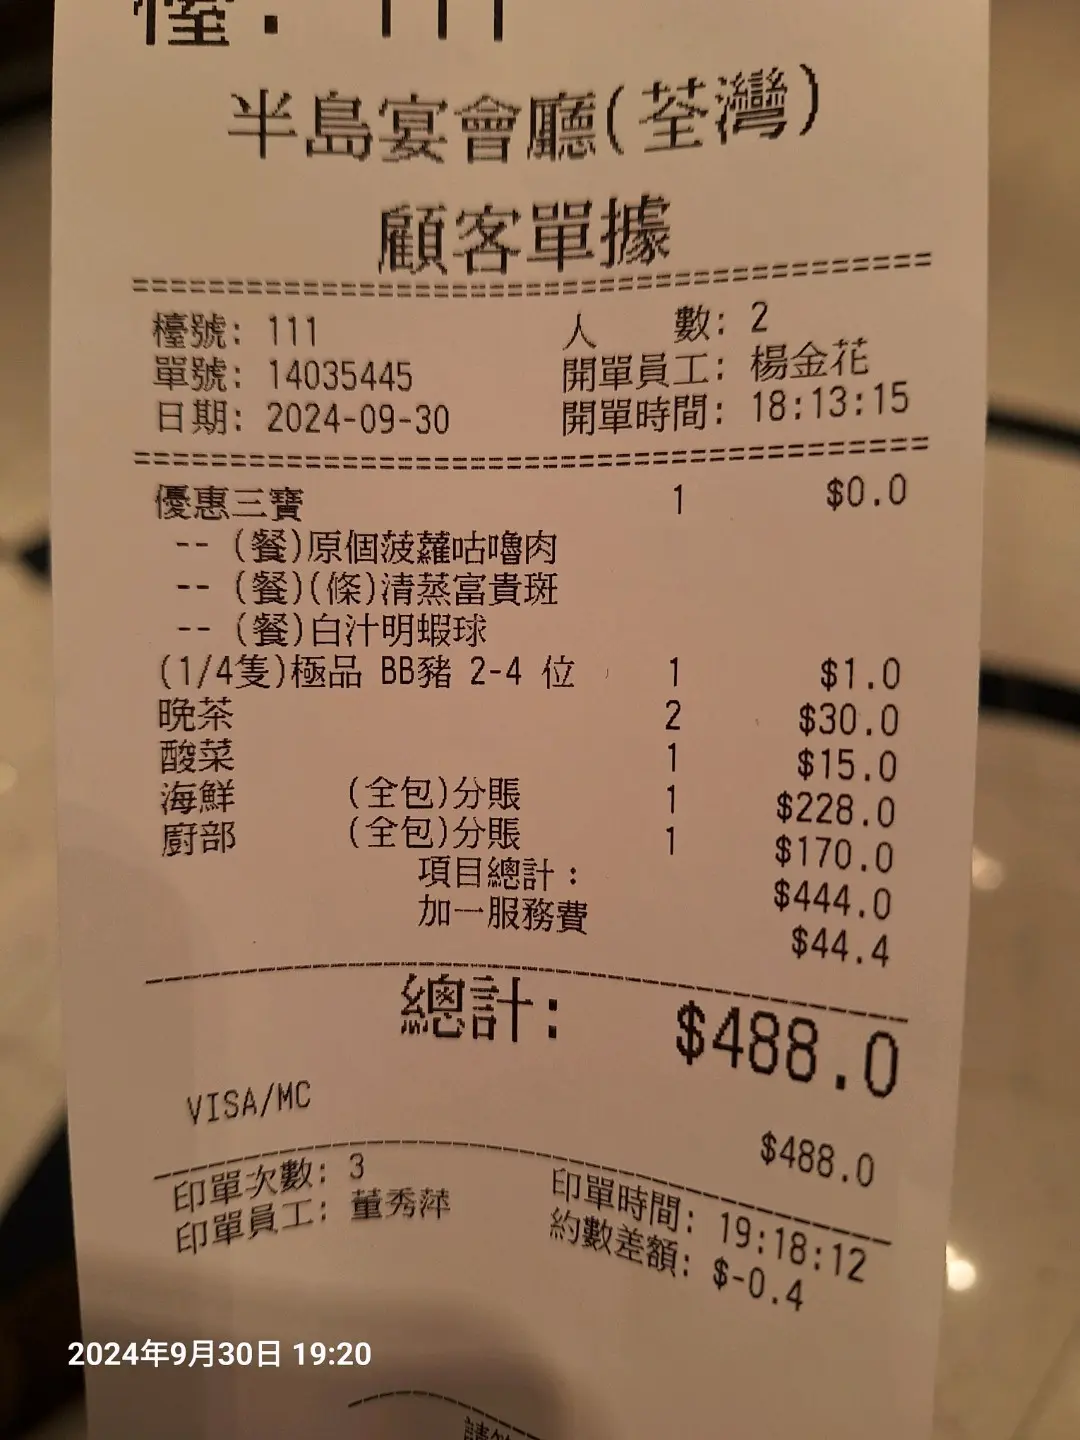 檯: 111
半島宴會廳(荃灣)
顧客單據
檯號: 111 人 數: 2
單號: 14035445 開單員工: 楊金花
日期: 2024-09-30 開單時間: 18:13:15
優惠三寶 1 $0.0
-- (餐)原個菠蘿咕嚕肉
-- (餐)(條)清蒸富貴斑
-- (餐)白汁明蝦球
(1/4隻)極品 BB豬 2-4 位 1 $1.0
晚茶 2 $30.0
酸菜 1 $15.0
海鮮 (全包)分賬 1 $228.0
廚部 (全包)分賬 1 $170.0
項目總計: $444.0
加一服務費 $44.4
總計: $488.0
VISA/MC $488.0
印單次數: 3 印單時間: 19:18:12
印單員工: 董秀萍 約數差額: $-0.4
2024年9月30日 19:20